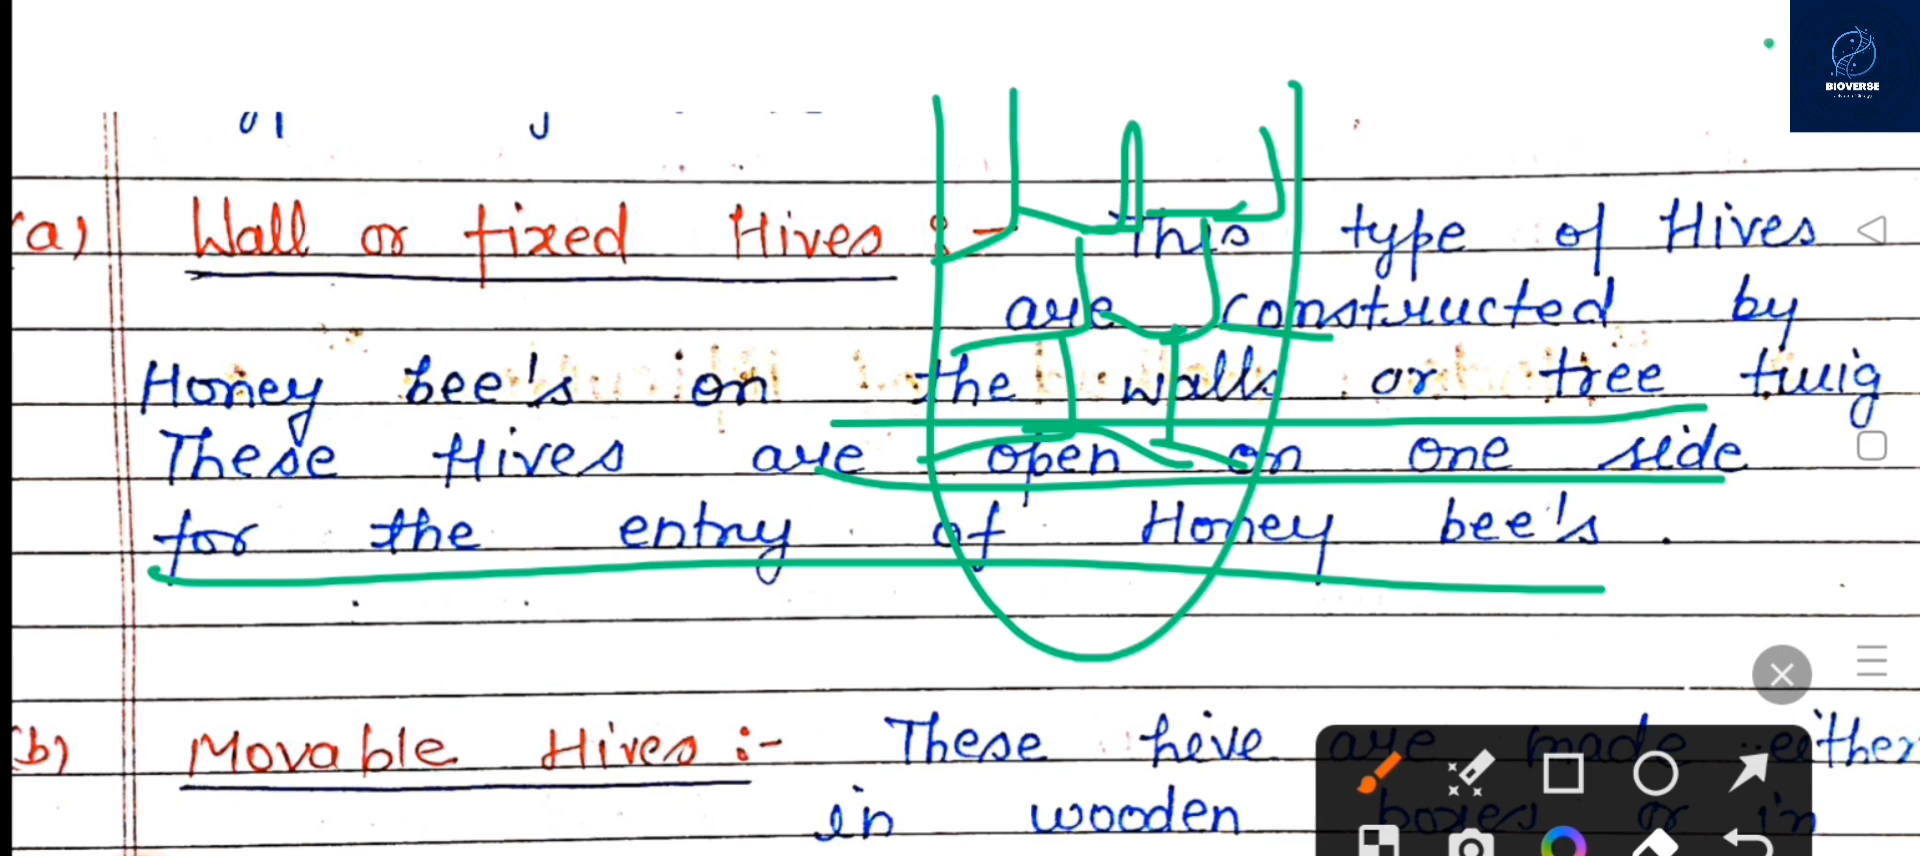 BIOVERSE
(a) Wall or fixed Hives :- This type of Hives
are constructed by
Honey bee's on the walls or tree twig
These Hives are open on one side
for the entry of Honey bee's .
(b) Movable Hives :- These hive are made either
in wooden boxes or in